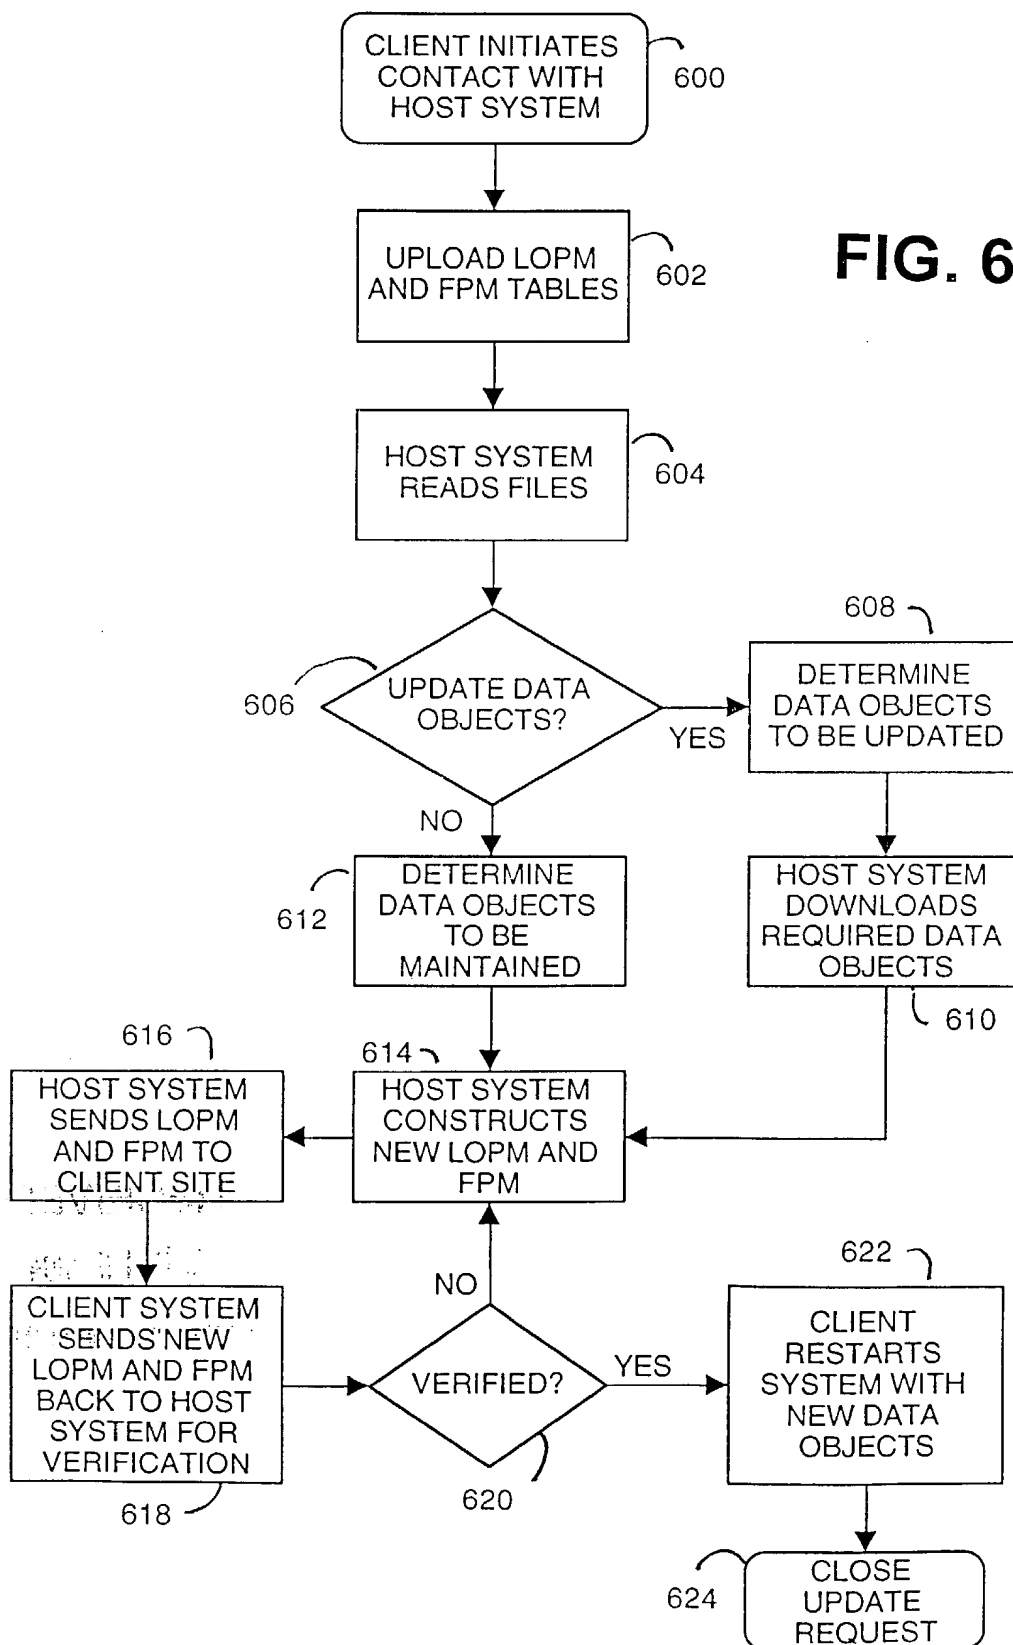 CLIENT INITIATES
CONTACT WITH
HOST SYSTEM
600
UPLOAD LOPM
AND FPM TABLES
602
FIG. 6
HOST SYSTEM
READS FILES
604
606
UPDATE DATA
OBJECTS?
YES
NO
608
DETERMINE
DATA OBJECTS
TO BE UPDATED
612
DETERMINE
DATA OBJECTS
TO BE
MAINTAINED
HOST SYSTEM
DOWNLOADS
REQUIRED DATA
OBJECTS
610
616
HOST SYSTEM
SENDS LOPM
AND FPM TO
CLIENT SITE
614
HOST SYSTEM
CONSTRUCTS
NEW LOPM AND
FPM
CLIENT SYSTEM
SENDS NEW
LOPM AND FPM
BACK TO HOST
SYSTEM FOR
VERIFICATION
618
NO
VERIFIED?
YES
620
622
CLIENT
RESTARTS
SYSTEM WITH
NEW DATA
OBJECTS
624
CLOSE
UPDATE
REQUEST